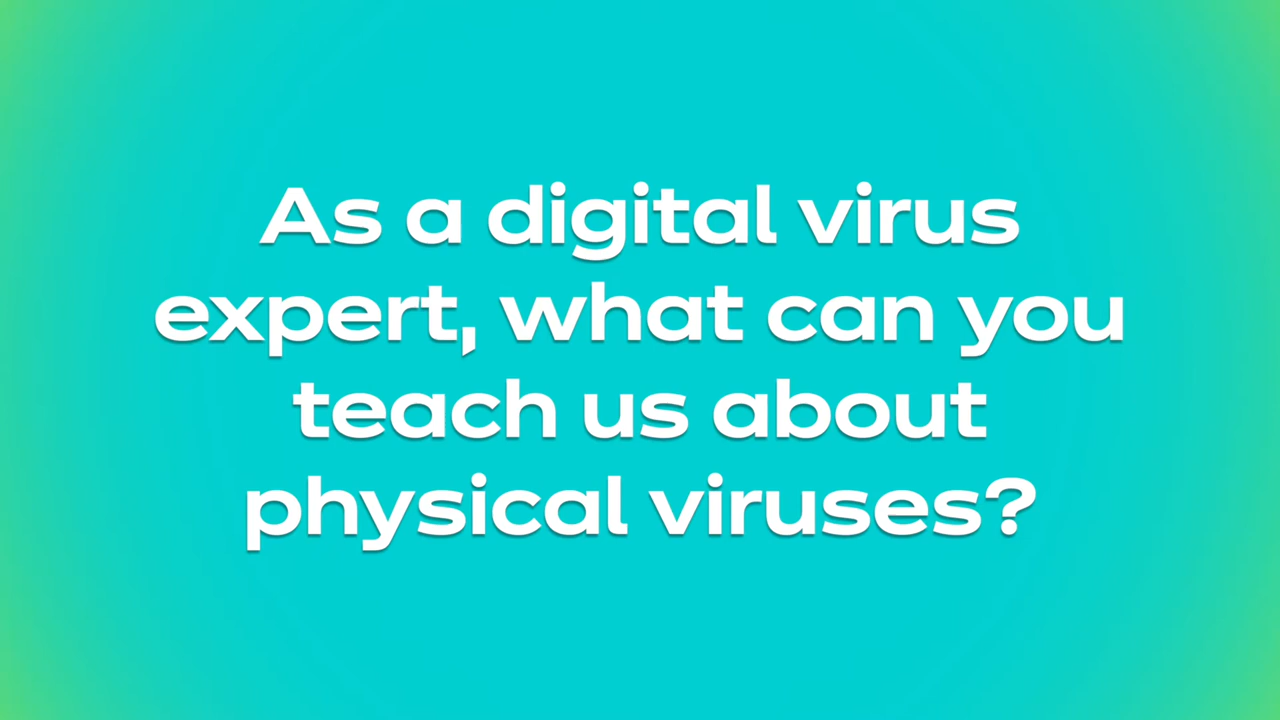 As a digital virus
expert, what can you
teach us about
physical viruses?